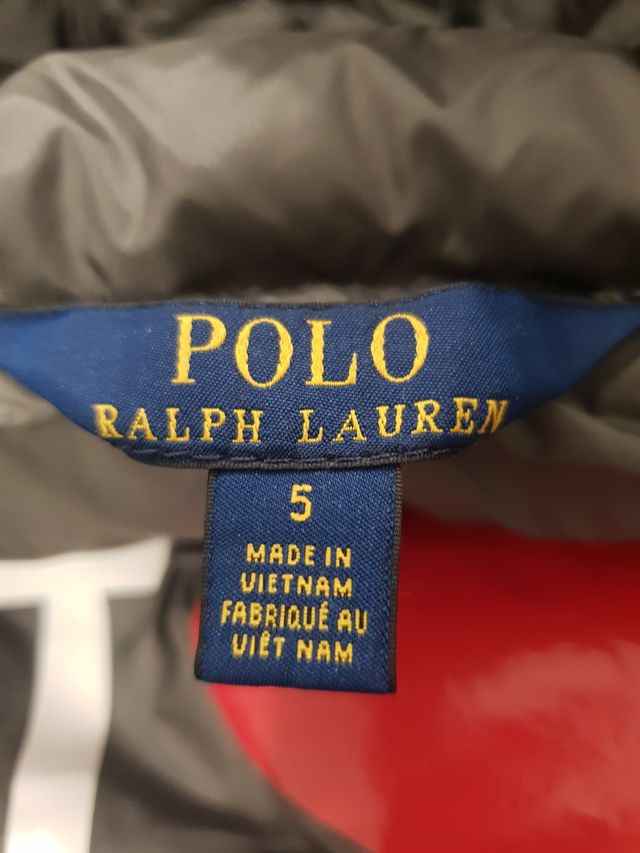 POLO
RALPH LAUREN
5
MADE IN
VIETNAM
FABRIQUÉ AU
VIÊT NAM